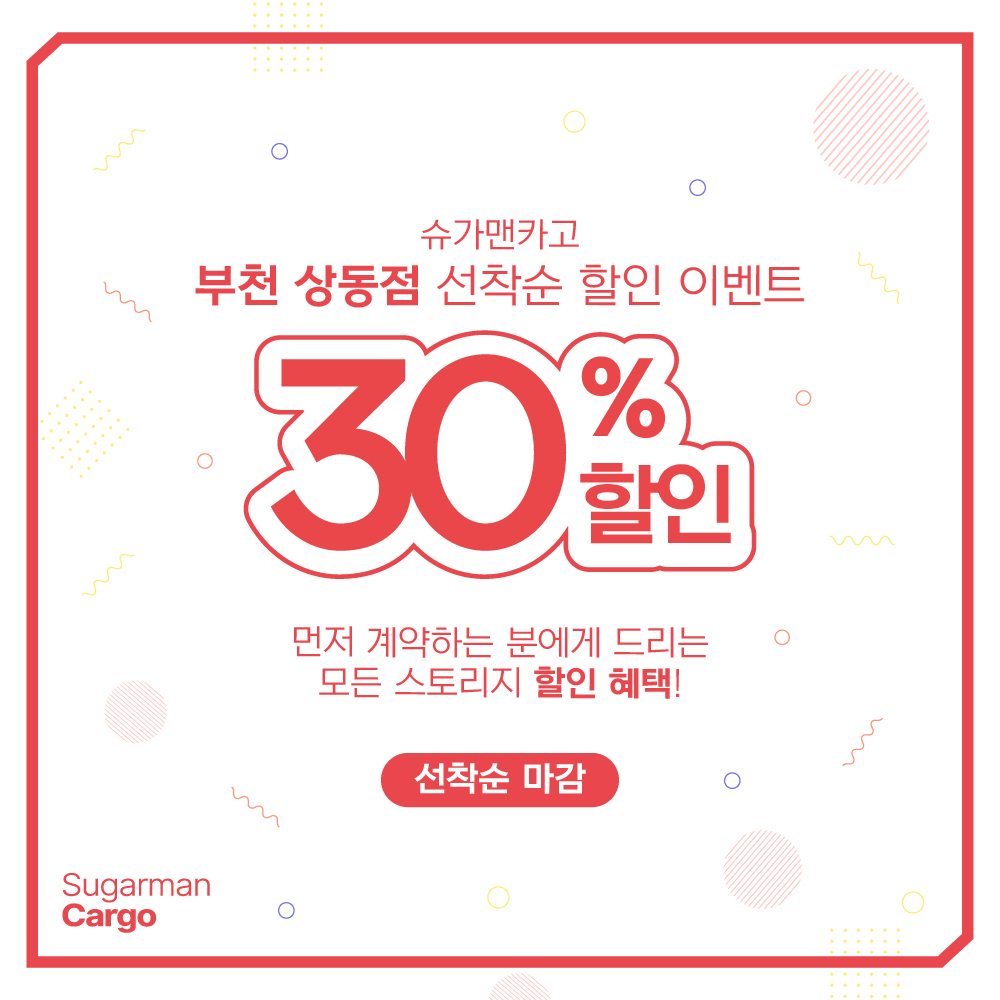 슈가맨카고
부천 상동점 선착순 할인 이벤트
30%
할인
먼저 계약하는 분에게 드리는
모든 스토리지 할인 혜택!
선착순 마감
Sugarman
Cargo